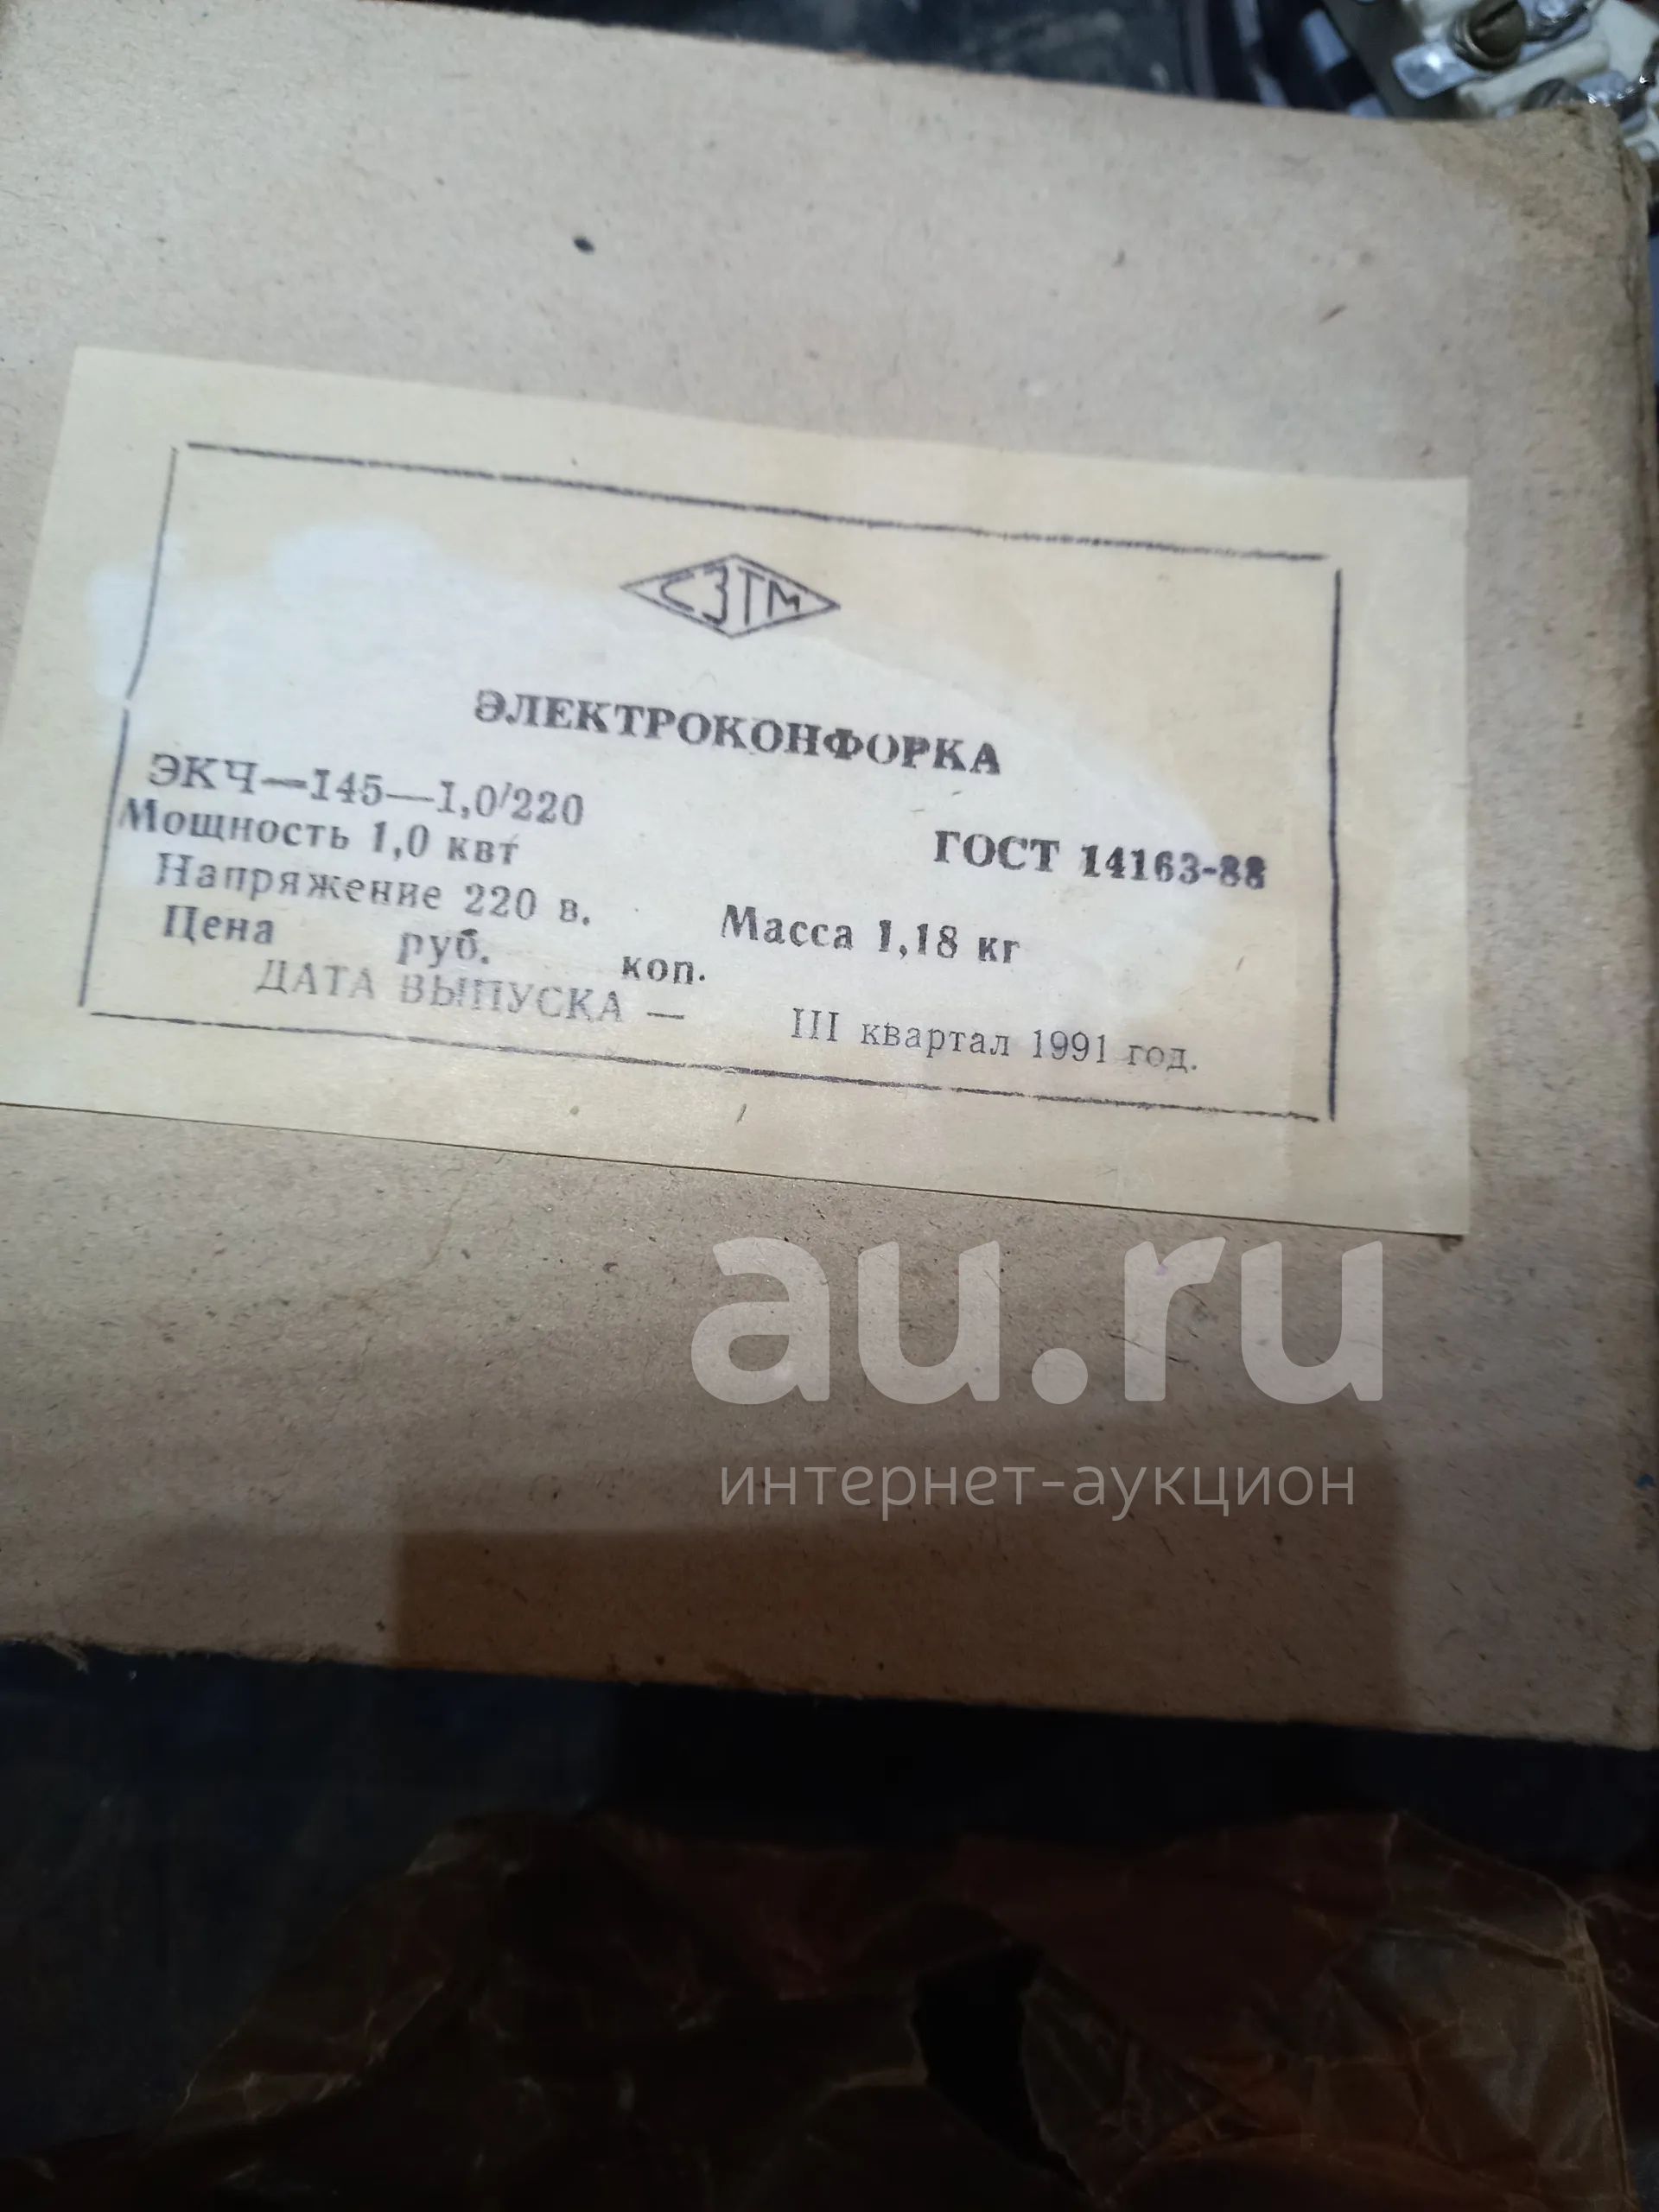 СЗТМ
ЭЛЕКТРОКОНФОРКА
ЭКЧ—145—1,0/220
ГОСТ 14163-88
Мощность 1,0 квт
Напряжение 220 в.
Масса 1,18 кг
Цена руб. коп.
ДАТА ВЫПУСКА — III квартал 1991 год.
au.ru
интернет-аукцион